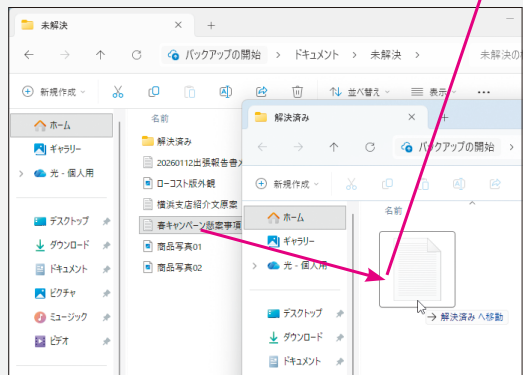 未解決
バックアップの開始 > ドキュメント > 未解決 > 未解決の
新規作成
並べ替え
表示
名前
ホーム
ギャラリー
光 - 個人用
デスクトップ
ダウンロード
ドキュメント
ピクチャ
ミュージック
ビデオ
解決済み
20260112出張報告書
ローコスト版外観
横浜支店紹介文原案
春キャンペーン懸案事項
商品写真01
商品写真02
解決済み
バックアップの開始 >
新規作成
名前
ホーム
ギャラリー
光 - 個人用
デスクトップ
ダウンロード
ドキュメント
→ 解決済み へ移動